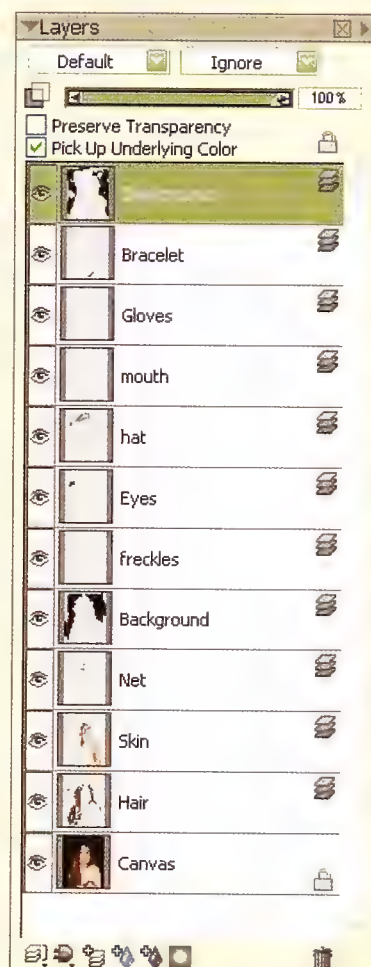 Layers
Default Ignore
100%
Preserve Transparency
Pick Up Underlying Color
Bracelet
Gloves
mouth
hat
Eyes
freckles
Background
Net
Skin
Hair
Canvas